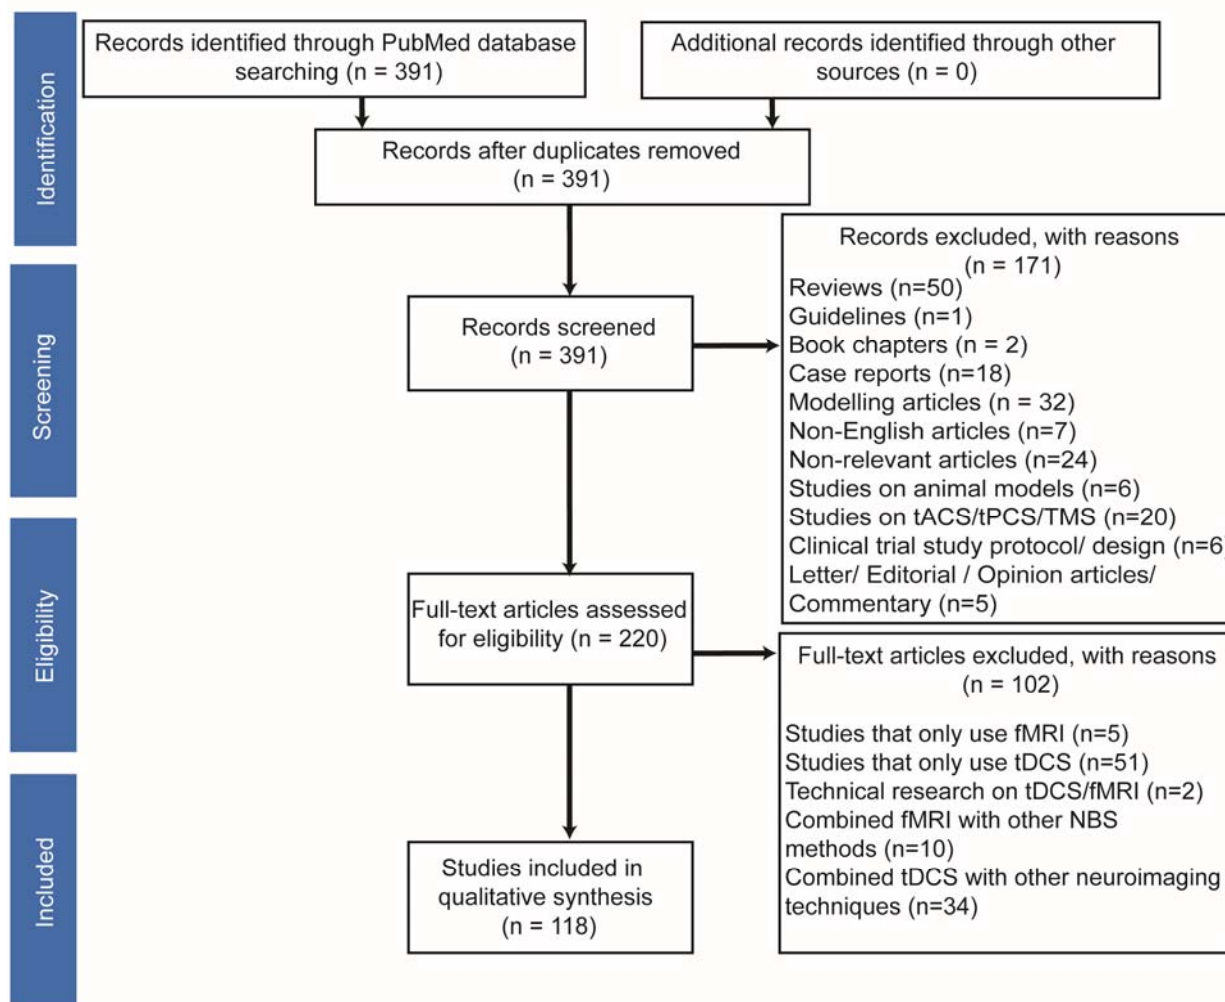 Identification
Records identified through PubMed database
searching (n = 391)
Additional records identified through other
sources (n = 0)
Records after duplicates removed
(n = 391)
Screening
Records screened
(n = 391)
Records excluded, with reasons
(n = 171)
Reviews (n=50)
Guidelines (n=1)
Book chapters (n = 2)
Case reports (n=18)
Modelling articles (n = 32)
Non-English articles (n=7)
Non-relevant articles (n=24)
Studies on animal models (n=6)
Studies on tACS/tPCS/TMS (n=20)
Clinical trial study protocol/ design (n=6)
Letter/ Editorial / Opinion articles/
Commentary (n=5)
Eligibility
Full-text articles assessed
for eligibility (n = 220)
Full-text articles excluded, with reasons
(n = 102)
Studies that only use fMRI (n=5)
Studies that only use tDCS (n=51)
Technical research on tDCS/fMRI (n=2)
Combined fMRI with other NBS
methods (n=10)
Combined tDCS with other neuroimaging
techniques (n=34)
Included
Studies included in
qualitative synthesis
(n = 118)